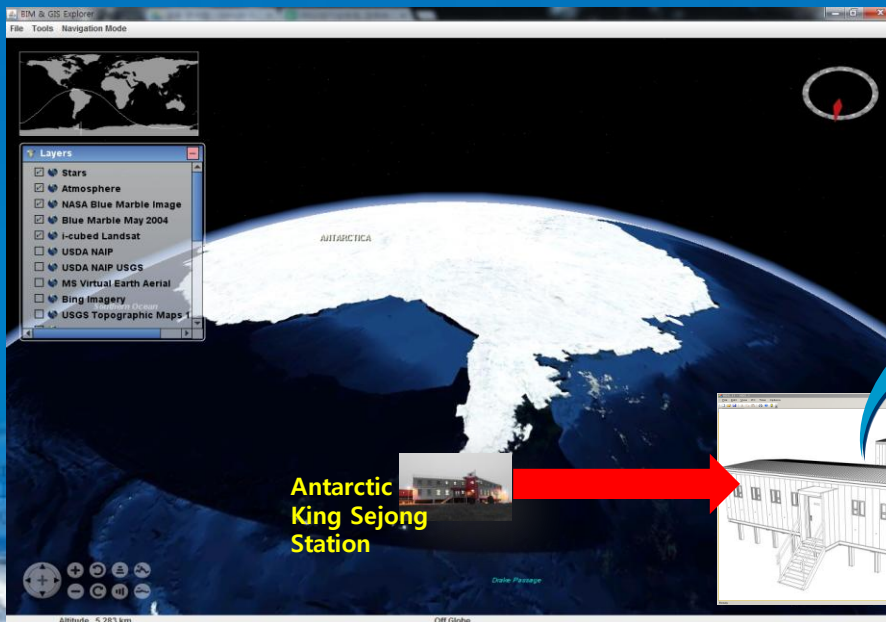 BIM & GIS Explorer
File Tools Navigation Mode
Layers
Stars
Atmosphere
NASA Blue Marble Image
Blue Marble May 2004
i-cubed Landsat
USDA NAIP
USDA NAIP USGS
MS Virtual Earth Aerial
Bing Imagery
USGS Topographic Maps 1
Southern Ocean
ANTARCTICA
Antarctic
King Sejong
Station
Drake Passage
Altitude 5,283 km
Off Globe